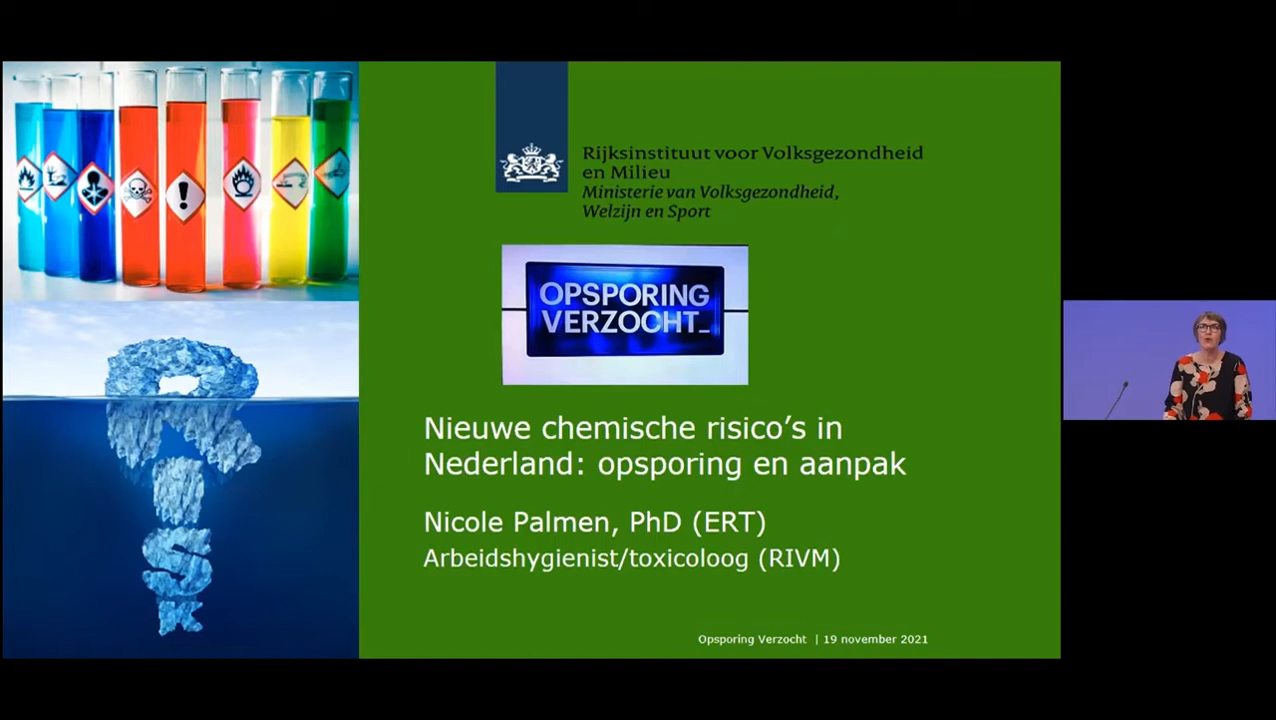 Rijksinstituut voor Volksgezondheid
en Milieu
Ministerie van Volksgezondheid,
Welzijn en Sport
OPSPORING
VERZOCHT_
Nieuwe chemische risico's in
Nederland: opsporing en aanpak
Nicole Palmen, PhD (ERT)
Arbeidshygienist/toxicoloog (RIVM)
RISK
Opsporing Verzocht | 19 november 2021